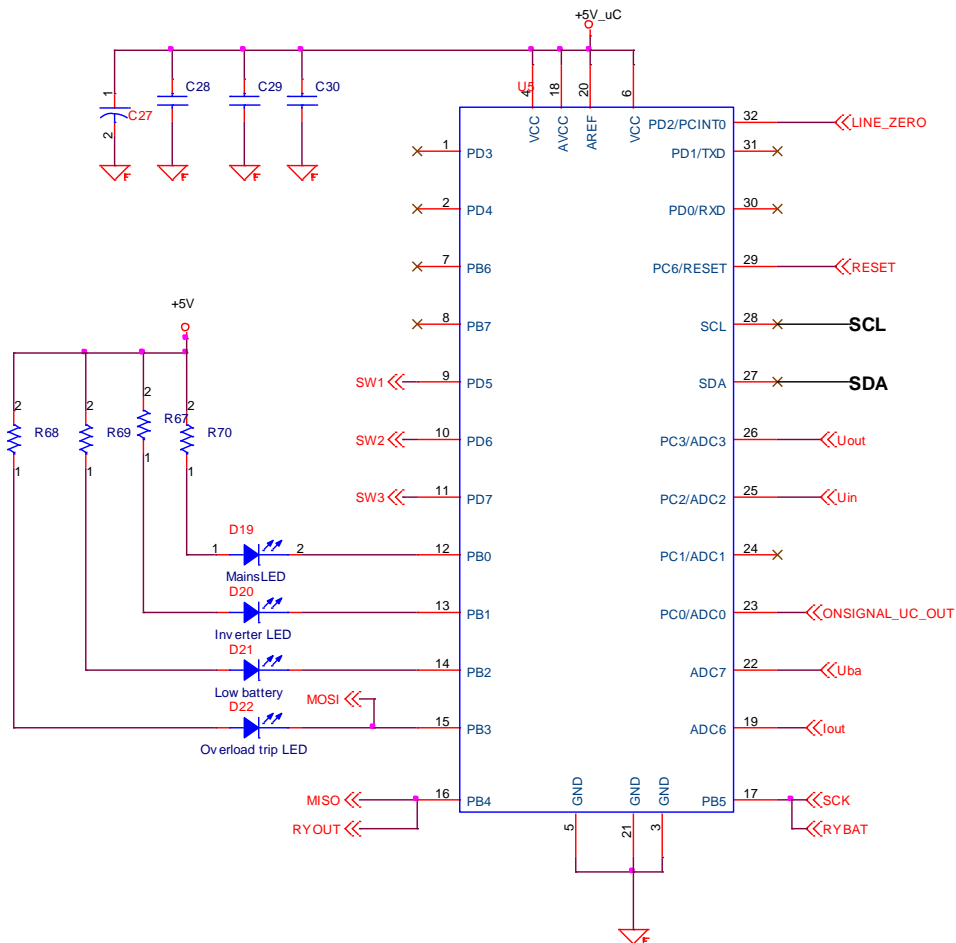 +5V_uC
1
C27
2
C28
C29
C30
U5
4
18
20
6
VCC
AVCC
AREF
VCC
1
PD3
2
PD4
7
PB6
8
PB7
SW1
9
PD5
SW2
10
PD6
SW3
11
PD7
12
PB0
13
PB1
14
PB2
15
PB3
16
PB4
PD2/PCINT0
32
LINE_ZERO
PD1/TXD
31
PD0/RXD
30
PC6/RESET
29
RESET
SCL
28
SCL
SDA
27
SDA
PC3/ADC3
26
Uout
PC2/ADC2
25
Uin
PC1/ADC1
24
PC0/ADC0
23
ONSIGNAL_UC_OUT
ADC7
22
Uba
ADC6
19
Iout
PB5
17
SCK
RYBAT
+5V
2
R68
1
2
R69
1
2
R67
1
2
R70
1
D19
1
2
MainsLED
D20
Inverter LED
D21
Low battery
D22
Overload trip LED
MOSI
MISO
RYOUT
GND
GND
GND
5
21
3